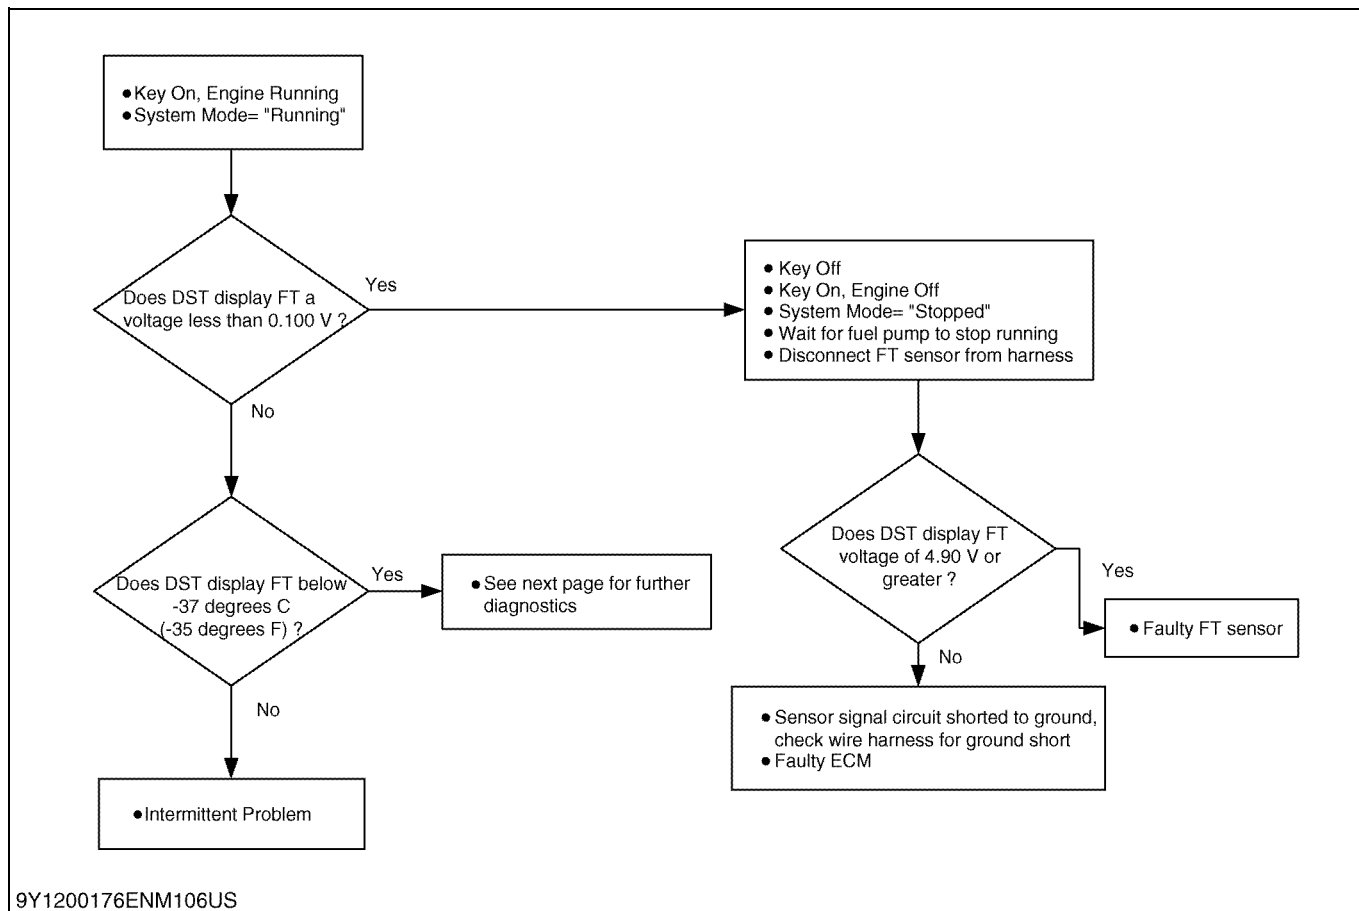 ● Key On, Engine Running
● System Mode= "Running"
Does DST display FT a
voltage less than 0.100 V ?
Yes
No
● Key Off
● Key On, Engine Off
● System Mode= "Stopped"
● Wait for fuel pump to stop running
● Disconnect FT sensor from harness
Does DST display FT below
-37 degrees C
(-35 degrees F) ?
Yes
No
● See next page for further
diagnostics
Does DST display FT
voltage of 4.90 V or
greater ?
Yes
No
● Faulty FT sensor
● Sensor signal circuit shorted to ground,
check wire harness for ground short
● Faulty ECM
● Intermittent Problem
9Y1200176ENM106US